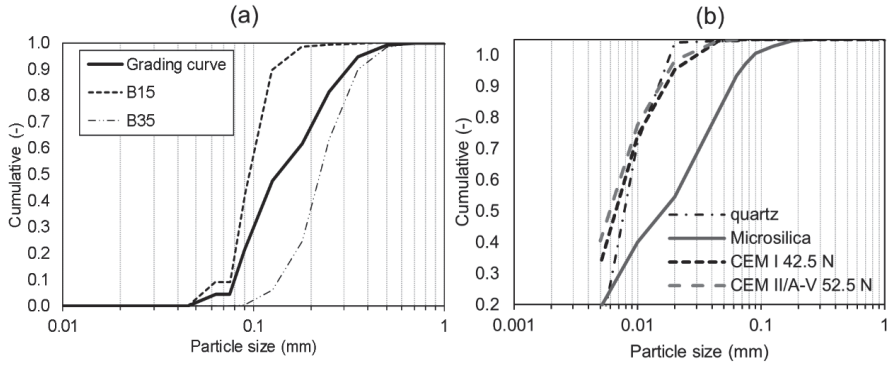 (a)
1.0
0.9
0.8
0.7
0.6
0.5
0.4
0.3
0.2
0.1
0.0
Cumulative (-)
Grading curve
B15
B35
0.01 0.1 1
Particle size (mm)
(b)
1.0
0.9
0.8
0.7
0.6
0.5
0.4
0.3
0.2
Cumulative (-)
quartz
Microsilica
CEM I 42.5 N
CEM II/A-V 52.5 N
0.001 0.01 0.1 1
Particle size (mm)